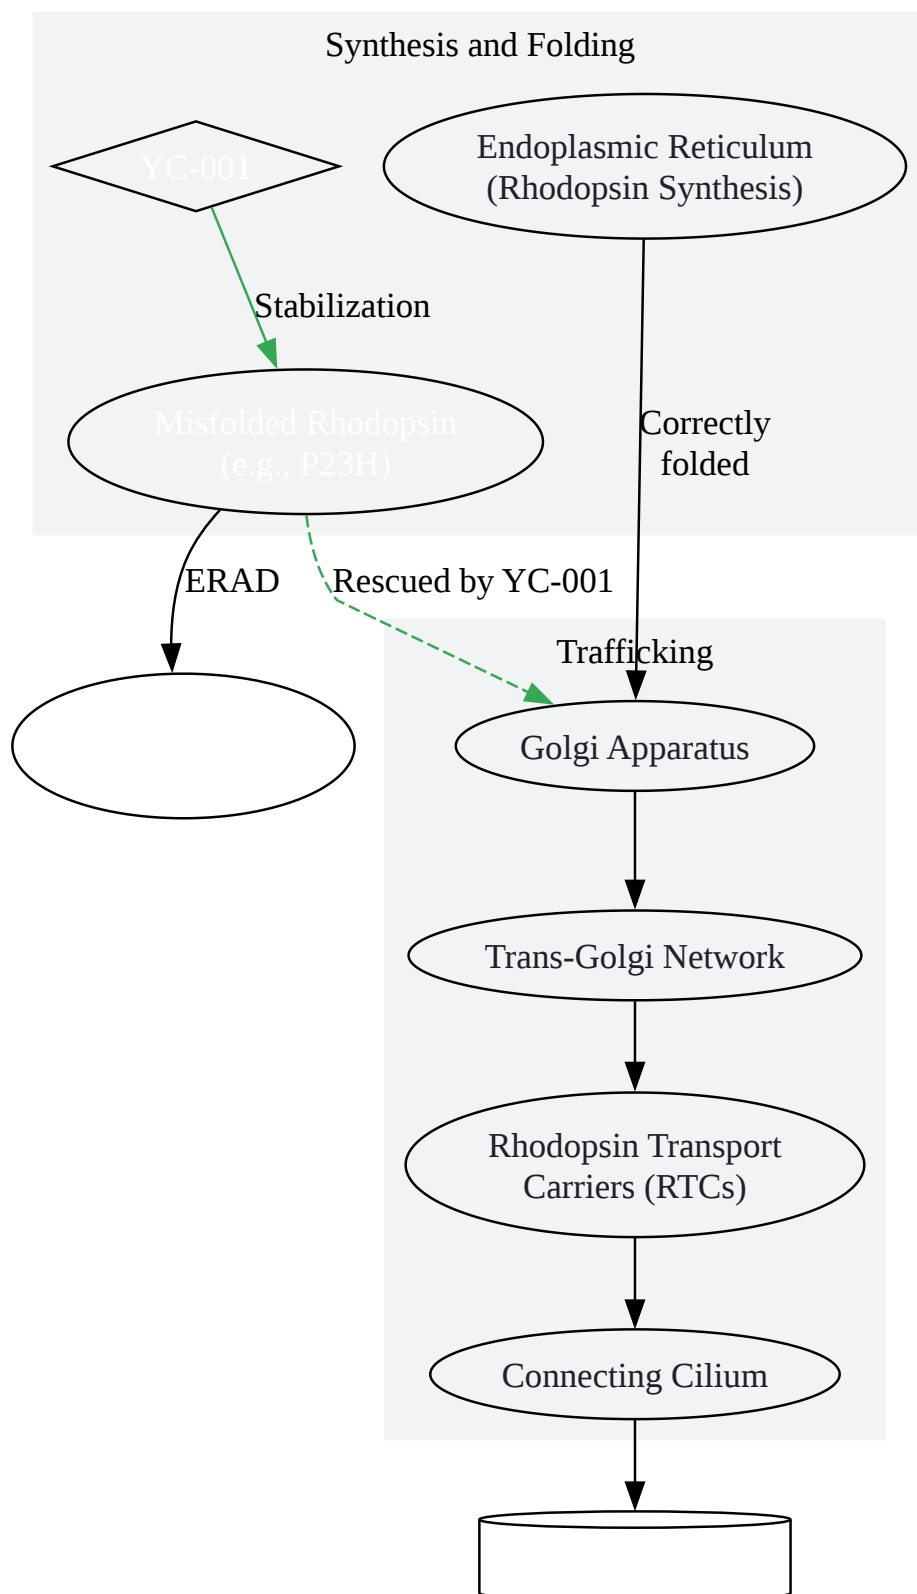 Synthesis and Folding
YC-001
Endoplasmic Reticulum
(Rhodopsin Synthesis)
Stabilization
Misfolded Rhodopsin
(e.g., P23H)
Correctly
folded
ERAD
Rescued by YC-001
Trafficking
Golgi Apparatus
Trans-Golgi Network
Rhodopsin Transport
Carriers (RTCs)
Connecting Cilium